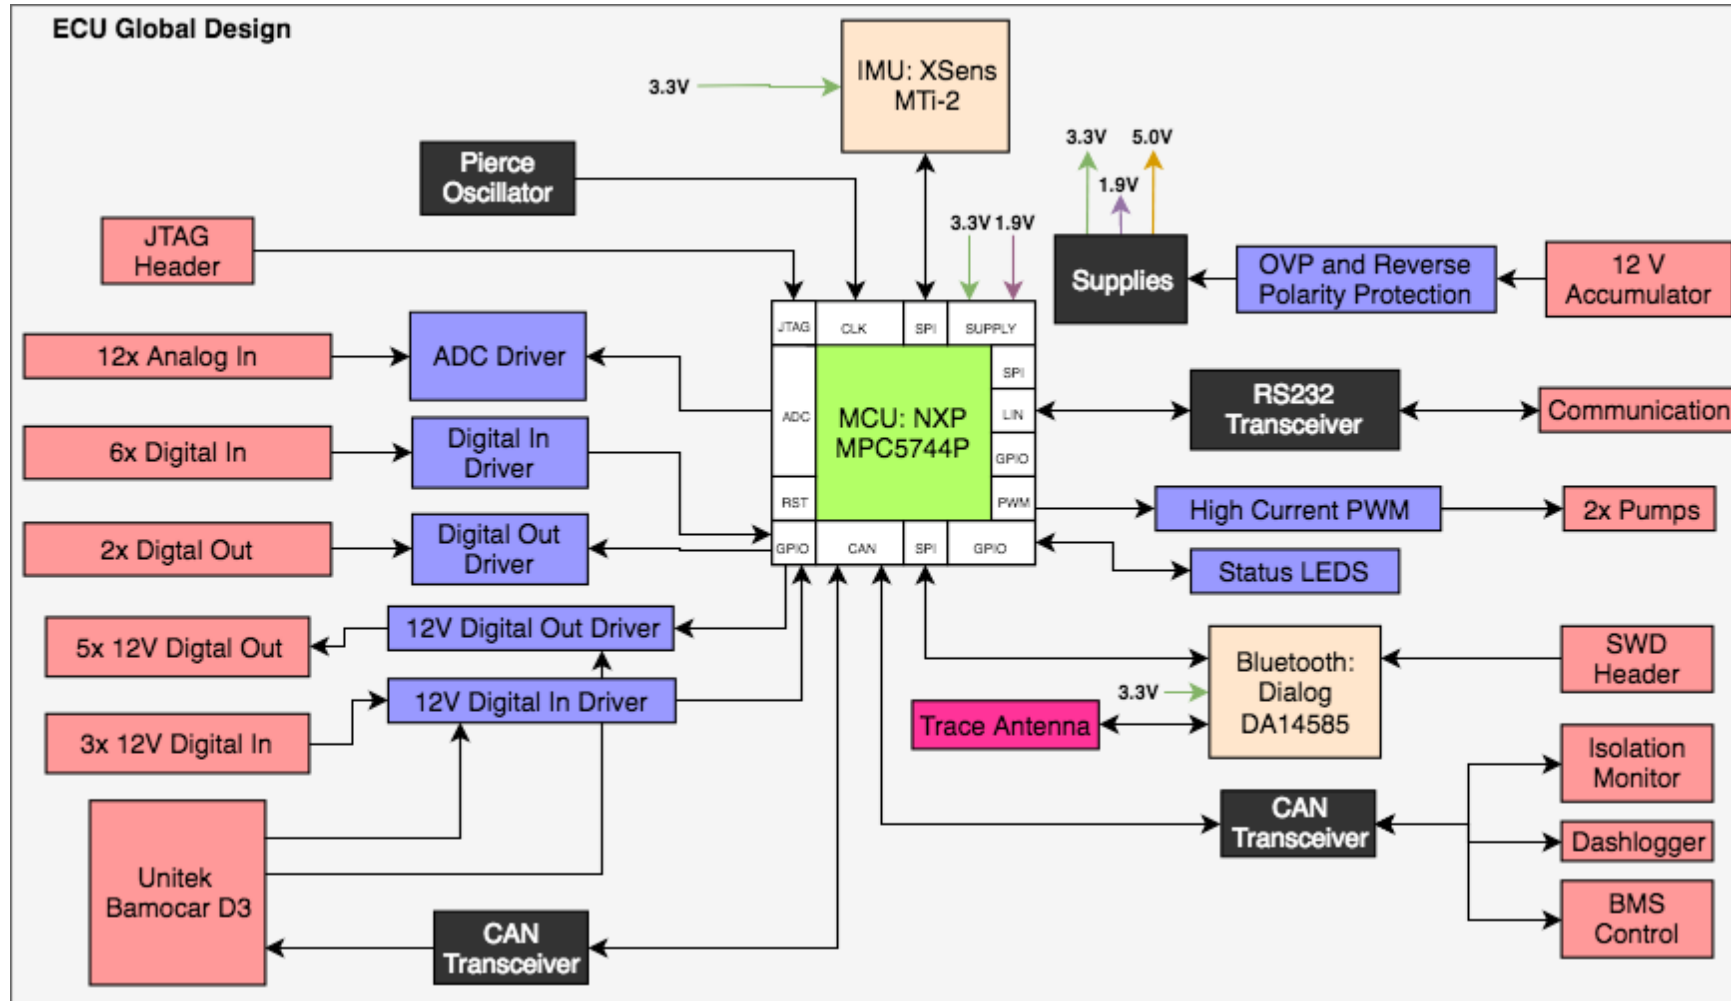 ECU Global Design
IMU: XSens
MTi-2
3.3V
3.3V
5.0V
1.9V
Pierce
Oscillator
3.3V
1.9V
JTAG
Header
Supplies
OVP and Reverse
Polarity Protection
12 V
Accumulator
JTAG
CLK
SPI
SUPPLY
12x Analog In
ADC Driver
SPI
ADC
MCU: NXP
MPC5744P
LIN
RS232
Transceiver
Communication
6x Digital In
Digital In
Driver
GPIO
RST
PWM
High Current PWM
2x Pumps
2x Digtal Out
Digital Out
Driver
GPIO
CAN
SPI
GPIO
Status LEDS
5x 12V Digtal Out
12V Digital Out Driver
Bluetooth:
Dialog
DA14585
SWD
Header
3.3V
12V Digital In Driver
3x 12V Digital In
Trace Antenna
Isolation
Monitor
CAN
Transceiver
Dashlogger
Unitek
Bamocar D3
BMS
Control
CAN
Transceiver